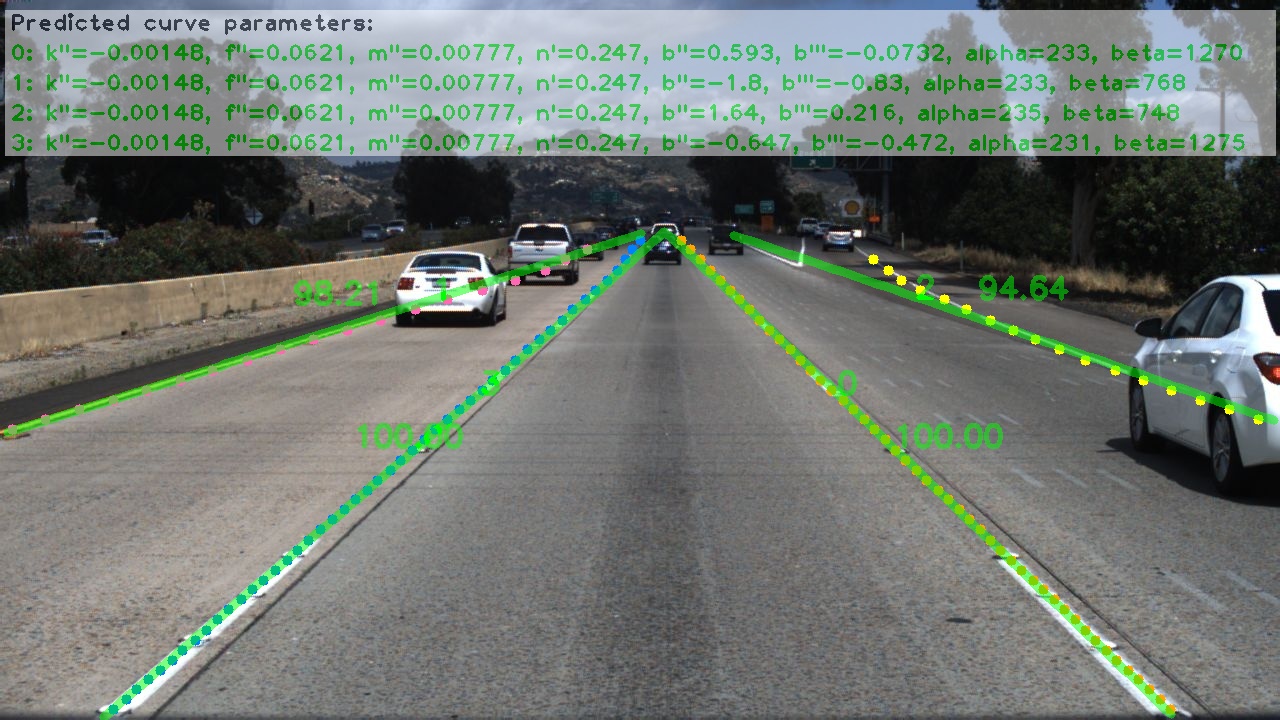 Predicted curve parameters:
0: k''=-0.00148, f''=0.0621, m''=0.00777, n'=0.247, b''=0.593, b'''=-0.0732, alpha=233, beta=1270
1: k''=-0.00148, f''=0.0621, m''=0.00777, n'=0.247, b''=-1.8, b'''=-0.83, alpha=233, beta=768
2: k''=-0.00148, f''=0.0621, m''=0.00777, n'=0.247, b''=1.64, b'''=0.216, alpha=235, beta=748
3: k''=-0.00148, f''=0.0621, m''=0.00777, n'=0.247, b''=-0.647, b'''=-0.472, alpha=231, beta=1275
98.21 1
2 94.64
3
0
100.00
100.00